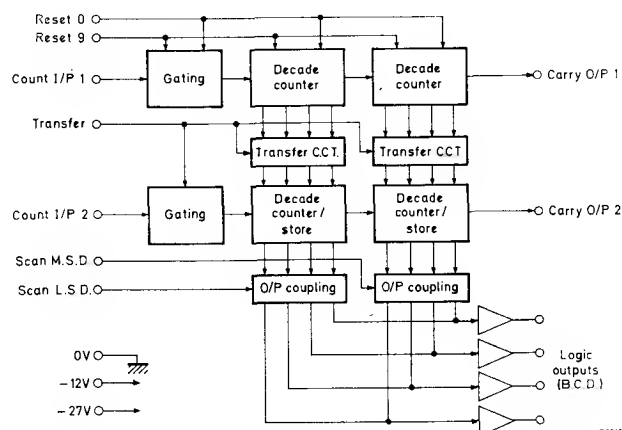 Reset 0
Reset 9
Count I/P 1
Gating
Decade
counter
Decade
counter
Carry O/P 1
Transfer
Transfer C.C.T.
Transfer C.C.T
Count I/P 2
Gating
Decade
counter/
store
Decade
counter/
store
Carry O/P 2
Scan M.S.D.
Scan L.S.D.
O/P coupling
O/P coupling
0V
-12V
-27V
Logic
outputs
(B.C.D.)